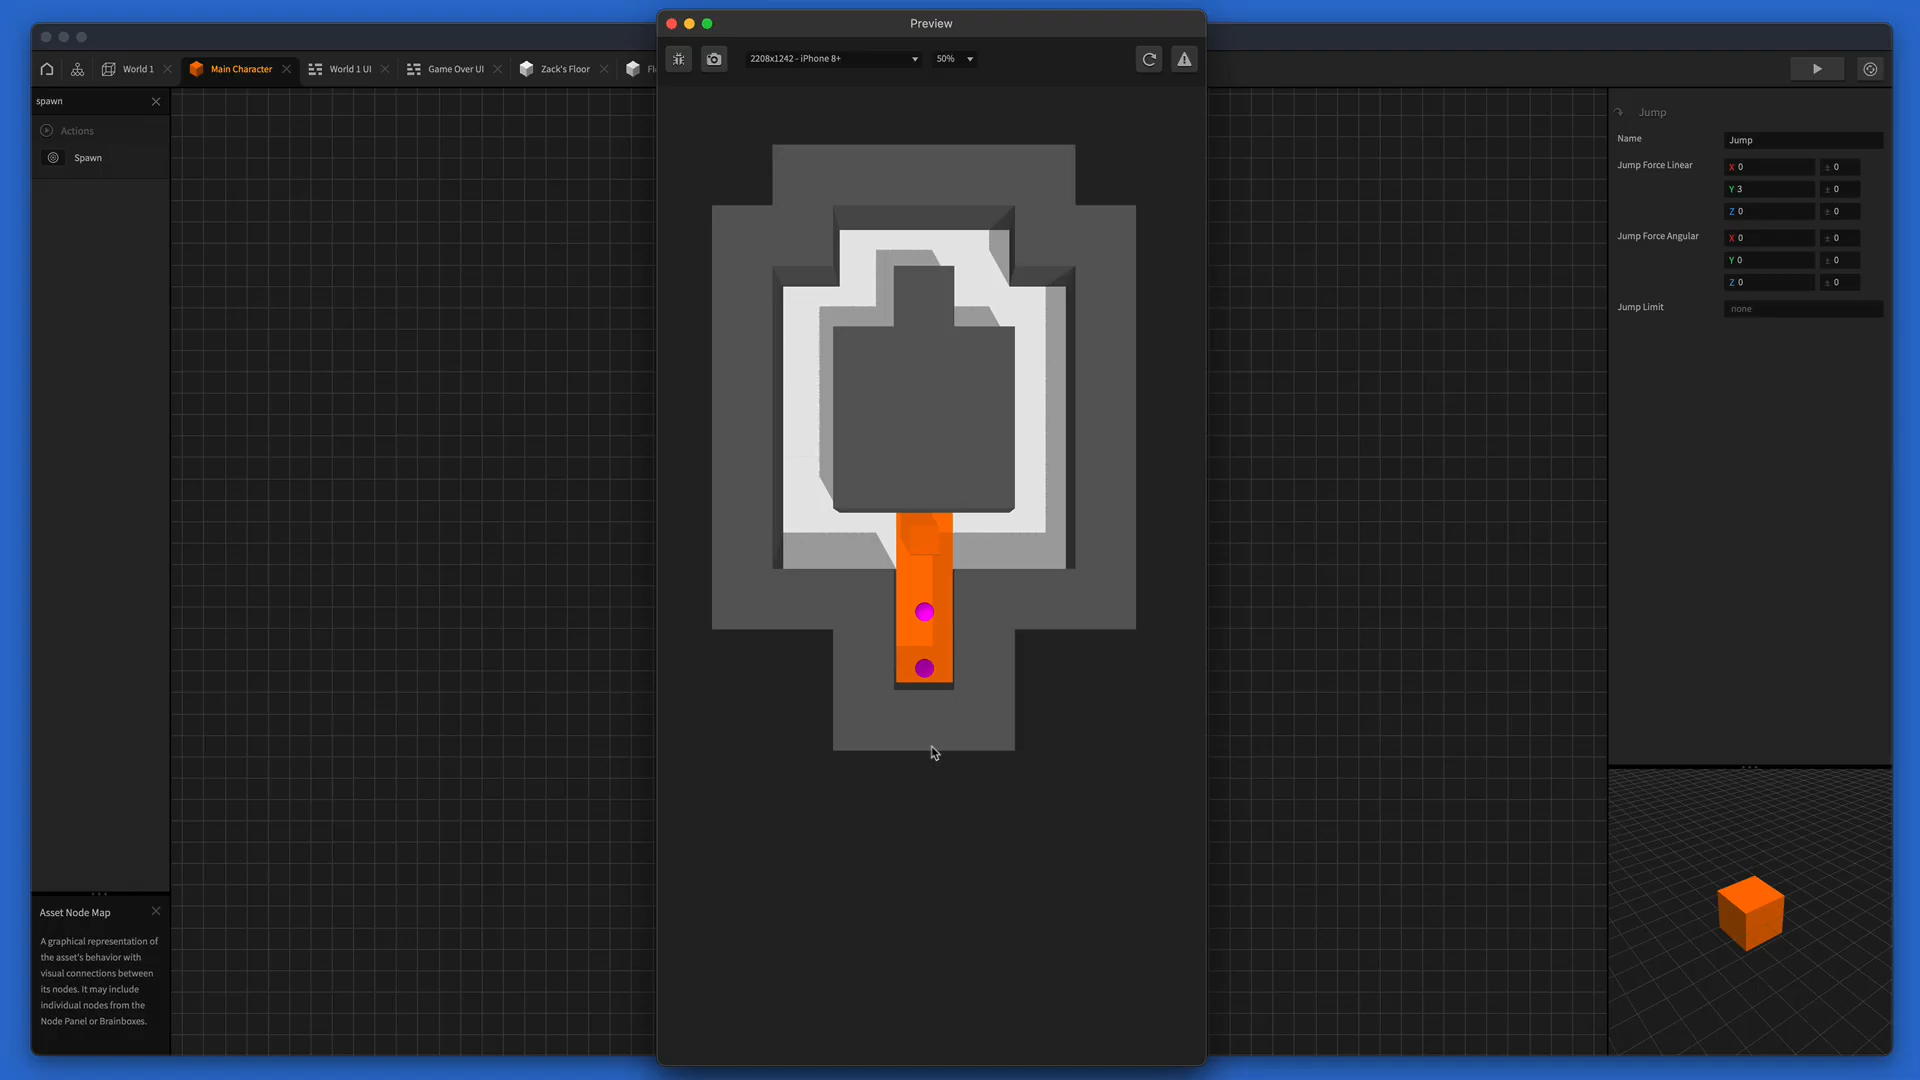 Preview
2208x1242 - iPhone 8+
50%
World 1
Main Character
World 1 UI
Game Over UI
Zack's Floor
spawn
Actions
Spawn
Jump
Name
Jump
Jump Force Linear
X 0
± 0
Y 3
± 0
Z 0
± 0
Jump Force Angular
X 0
± 0
Y 0
± 0
Z 0
± 0
Jump Limit
none
Asset Node Map
A graphical representation of
the asset's behavior with
visual connections between
its nodes. It may include
individual nodes from the
Node Panel or Brainboxes.